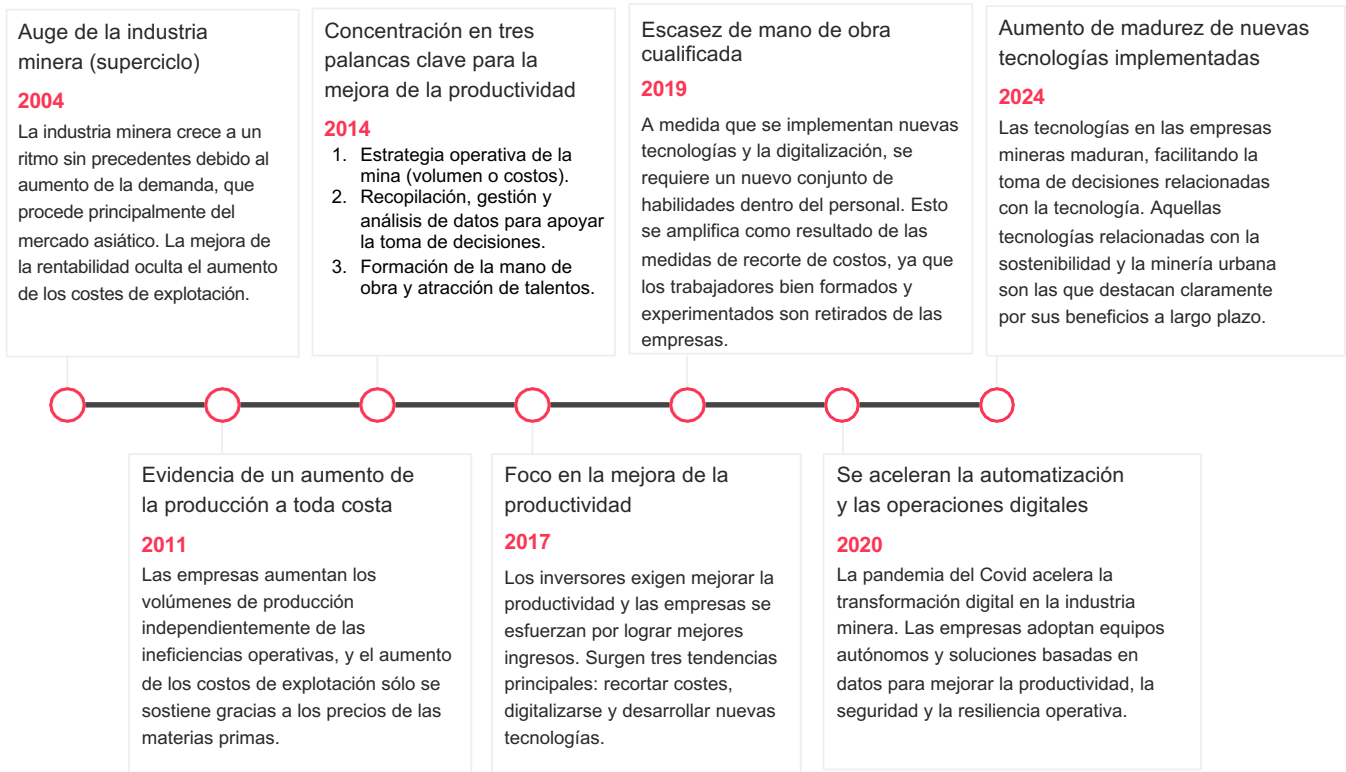 Auge de la industria
minera (superciclo)
2004
La industria minera crece a un
ritmo sin precedentes debido al
aumento de la demanda, que
procede principalmente del
mercado asiático. La mejora de
la rentabilidad oculta el aumento
de los costes de explotación.
Concentración en tres
palancas clave para la
mejora de la productividad
2014
1. Estrategia operativa de la
mina (volumen o costos).
2. Recopilación, gestión y
análisis de datos para apoyar
la toma de decisiones.
3. Formación de la mano de
obra y atracción de talentos.
Escasez de mano de obra
cualificada
2019
A medida que se implementan nuevas
tecnologías y la digitalización, se
requiere un nuevo conjunto de
habilidades dentro del personal. Esto
se amplifica como resultado de las
medidas de recorte de costos, ya que
los trabajadores bien formados y
experimentados son retirados de las
empresas.
Aumento de madurez de nuevas
tecnologías implementadas
2024
Las tecnologías en las empresas
mineras maduran, facilitando la
toma de decisiones relacionadas
con la tecnología. Aquellas
tecnologías relacionadas con la
sostenibilidad y la minería urbana
son las que destacan claramente
por sus beneficios a largo plazo.
Evidencia de un aumento de
la producción a toda costa
2011
Las empresas aumentan los
volúmenes de producción
independientemente de las
ineficiencias operativas, y el aumento
de los costos de explotación sólo se
sostiene gracias a los precios de las
materias primas.
Foco en la mejora de la
productividad
2017
Los inversores exigen mejorar la
productividad y las empresas se
esfuerzan por lograr mejores
ingresos. Surgen tres tendencias
principales: recortar costes,
digitalizarse y desarrollar nuevas
tecnologías.
Se aceleran la automatización
y las operaciones digitales
2020
La pandemia del Covid acelera la
transformación digital en la industria
minera. Las empresas adoptan equipos
autónomos y soluciones basadas en
datos para mejorar la productividad, la
seguridad y la resiliencia operativa.